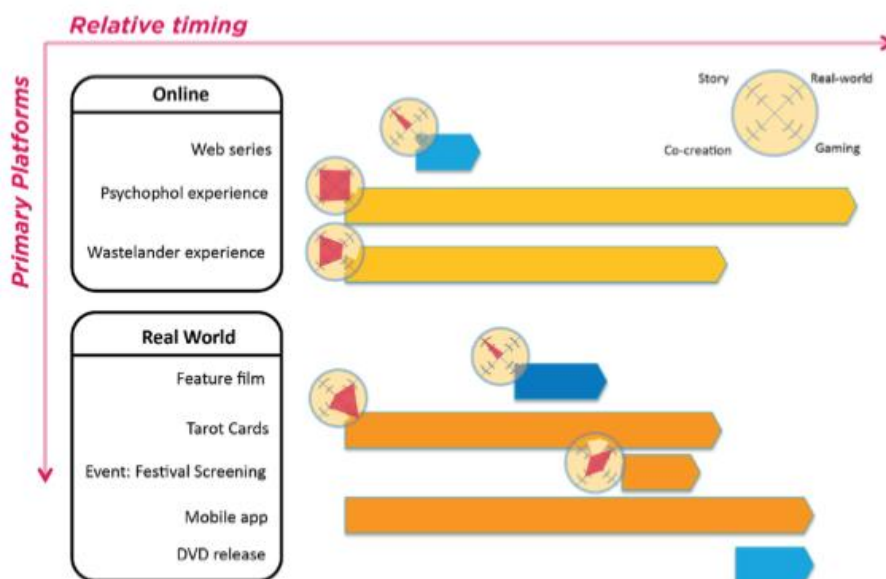 Relative timing
Primary Platforms
Online
Web series
Psychophol experience
Wastelander experience
Story
Real-world
Co-creation
Gaming
Real World
Feature film
Tarot Cards
Event: Festival Screening
Mobile app
DVD release